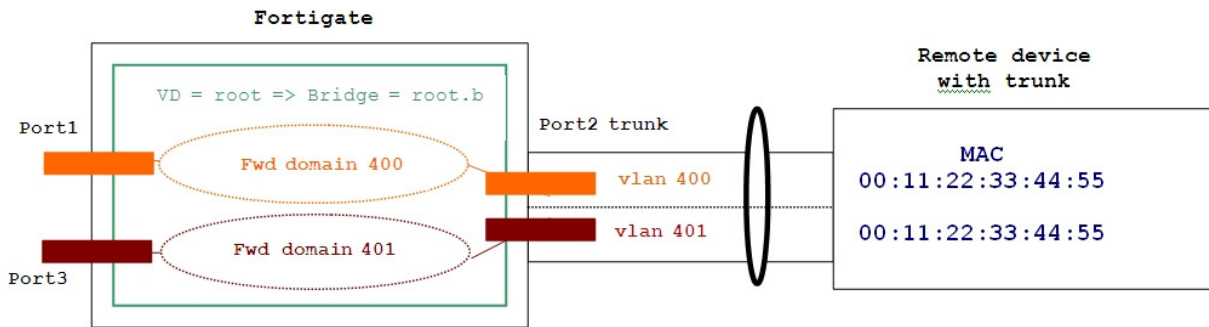 Fortigate
Remote device
with trunk
VD = root => Bridge = root.b
Port1
Port2 trunk
Fwd domain 400
vlan 400
MAC
00:11:22:33:44:55
Fwd domain 401
vlan 401
00:11:22:33:44:55
Port3